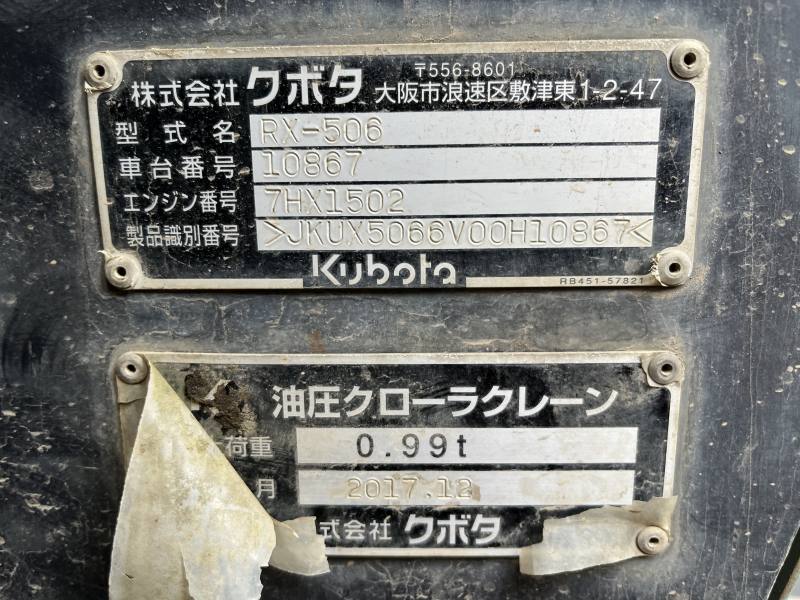 株式会社 クボタ 〒556-8601 大阪市浪速区敷津東1-2-47
型式名 RX-506
車台番号 10867
エンジン番号 7HX1502
製品識別番号 >JKUX5066V00H10867<
Kubota RB451-57821
油圧クローラクレーン
荷重 0.99t
月 2017.12
式会社 クボタ